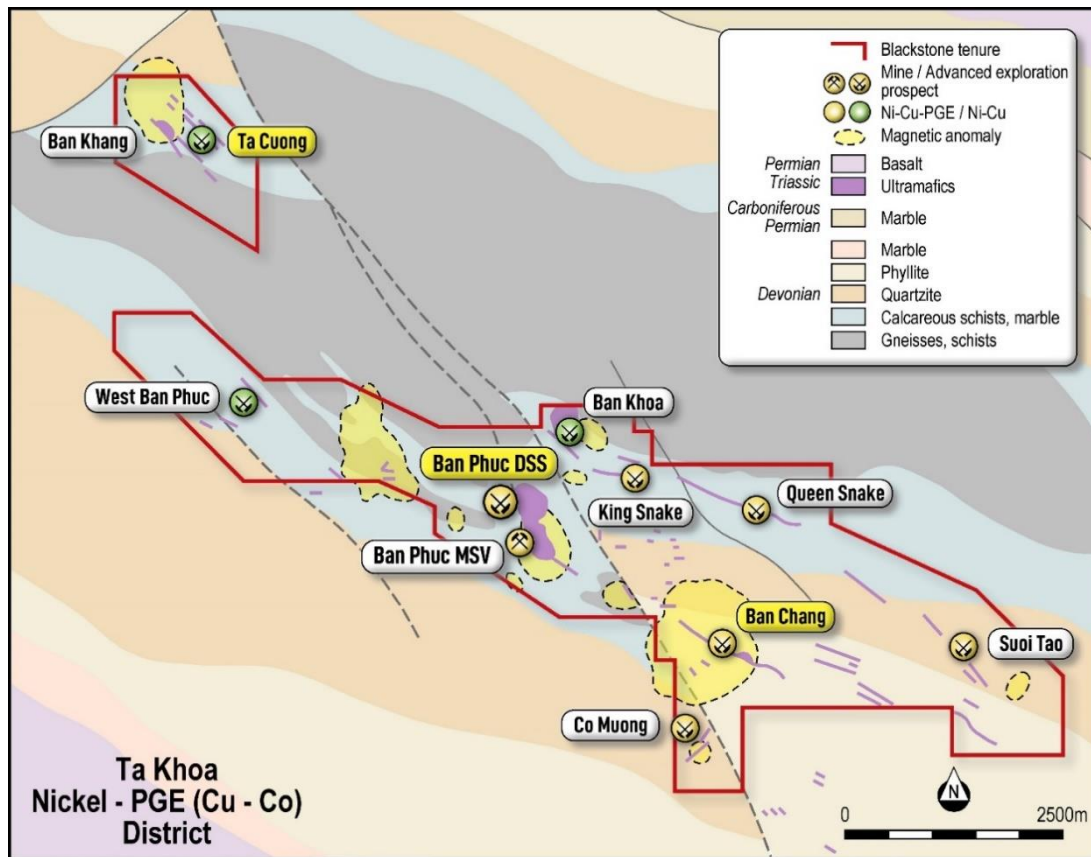 Blackstone tenure
Mine / Advanced exploration
prospect
Ni-Cu-PGE / Ni-Cu
Magnetic anomaly
Permian
Triassic
Basalt
Ultramafics
Carboniferous
Permian
Marble
Marble
Phyllite
Devonian
Quartzite
Calcareous schists, marble
Gneisses, schists
Ban Khang
Ta Cuong
West Ban Phuc
Ban Khoa
Ban Phuc DSS
King Snake
Queen Snake
Ban Phuc MSV
Ban Chang
Suoi Tao
Co Muong
Ta Khoa
Nickel - PGE (Cu - Co)
District
N
0
2500m